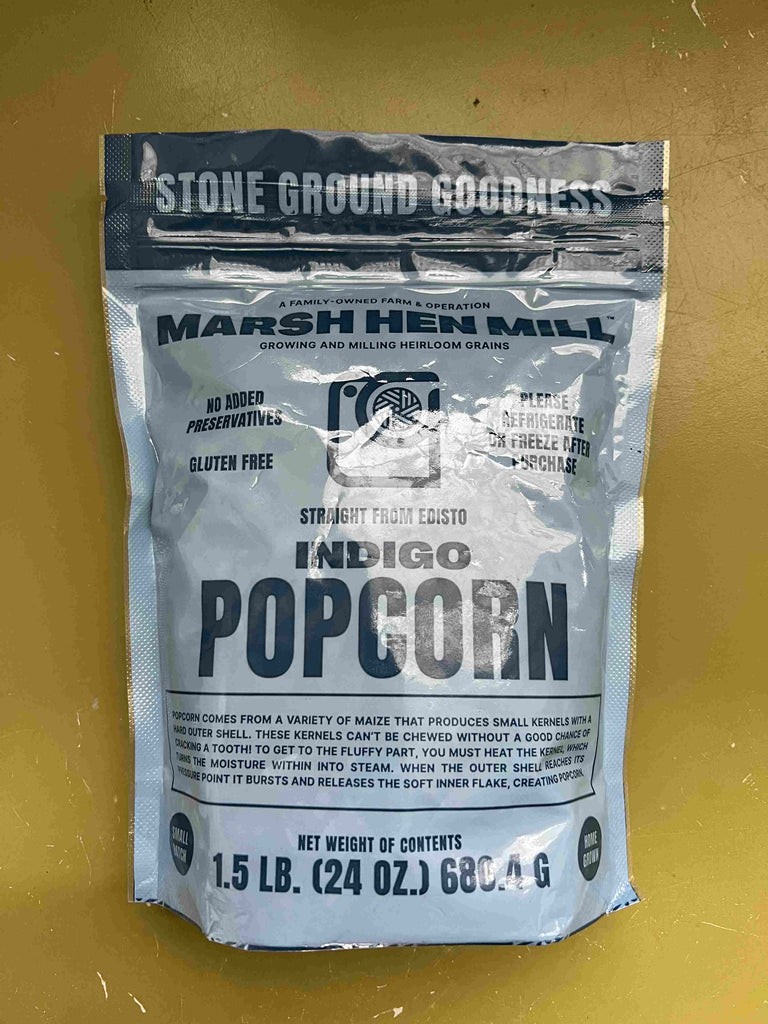 STONE GROUND GOODNESS
A FAMILY-OWNED FARM & OPERATION
MARSH HEN MILL™
GROWING AND MILLING HEIRLOOM GRAINS
NO ADDED
PRESERVATIVES
GLUTEN FREE
PLEASE
REFRIGERATE
OR FREEZE AFTER
PURCHASE
STRAIGHT FROM EDISTO
INDIGO
POPCORN
POPCORN COMES FROM A VARIETY OF MAIZE THAT PRODUCES SMALL KERNELS WITH A
HARD OUTER SHELL. THESE KERNELS CAN'T BE CHEWED WITHOUT A GOOD CHANCE OF
CRACKING A TOOTH! TO GET TO THE FLUFFY PART, YOU MUST HEAT THE KERNEL, WHICH
TURNS THE MOISTURE WITHIN INTO STEAM. WHEN THE OUTER SHELL REACHES ITS
PRESSURE POINT IT BURSTS AND RELEASES THE SOFT INNER FLAKE, CREATING POPCORN.
SMALL
BATCH
HOME
GROWN
NET WEIGHT OF CONTENTS
1.5 LB. (24 OZ.) 680.4 G